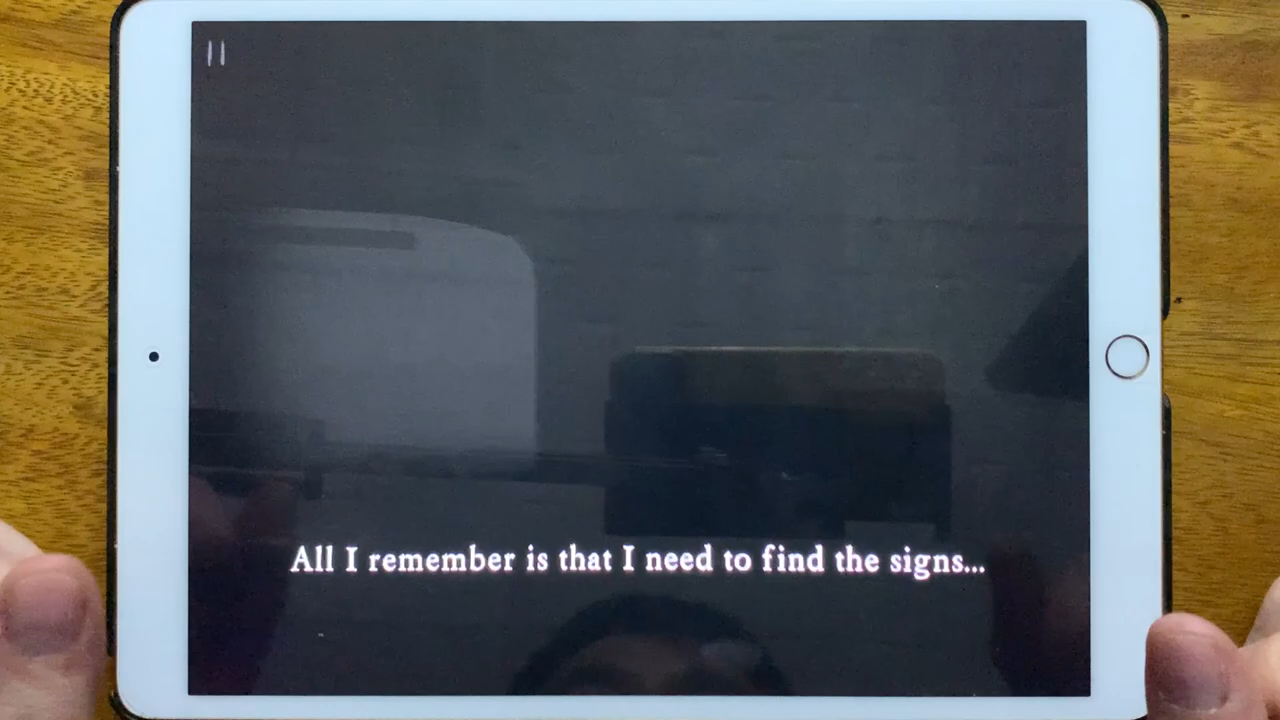 All I remember is that I need to find the signs...